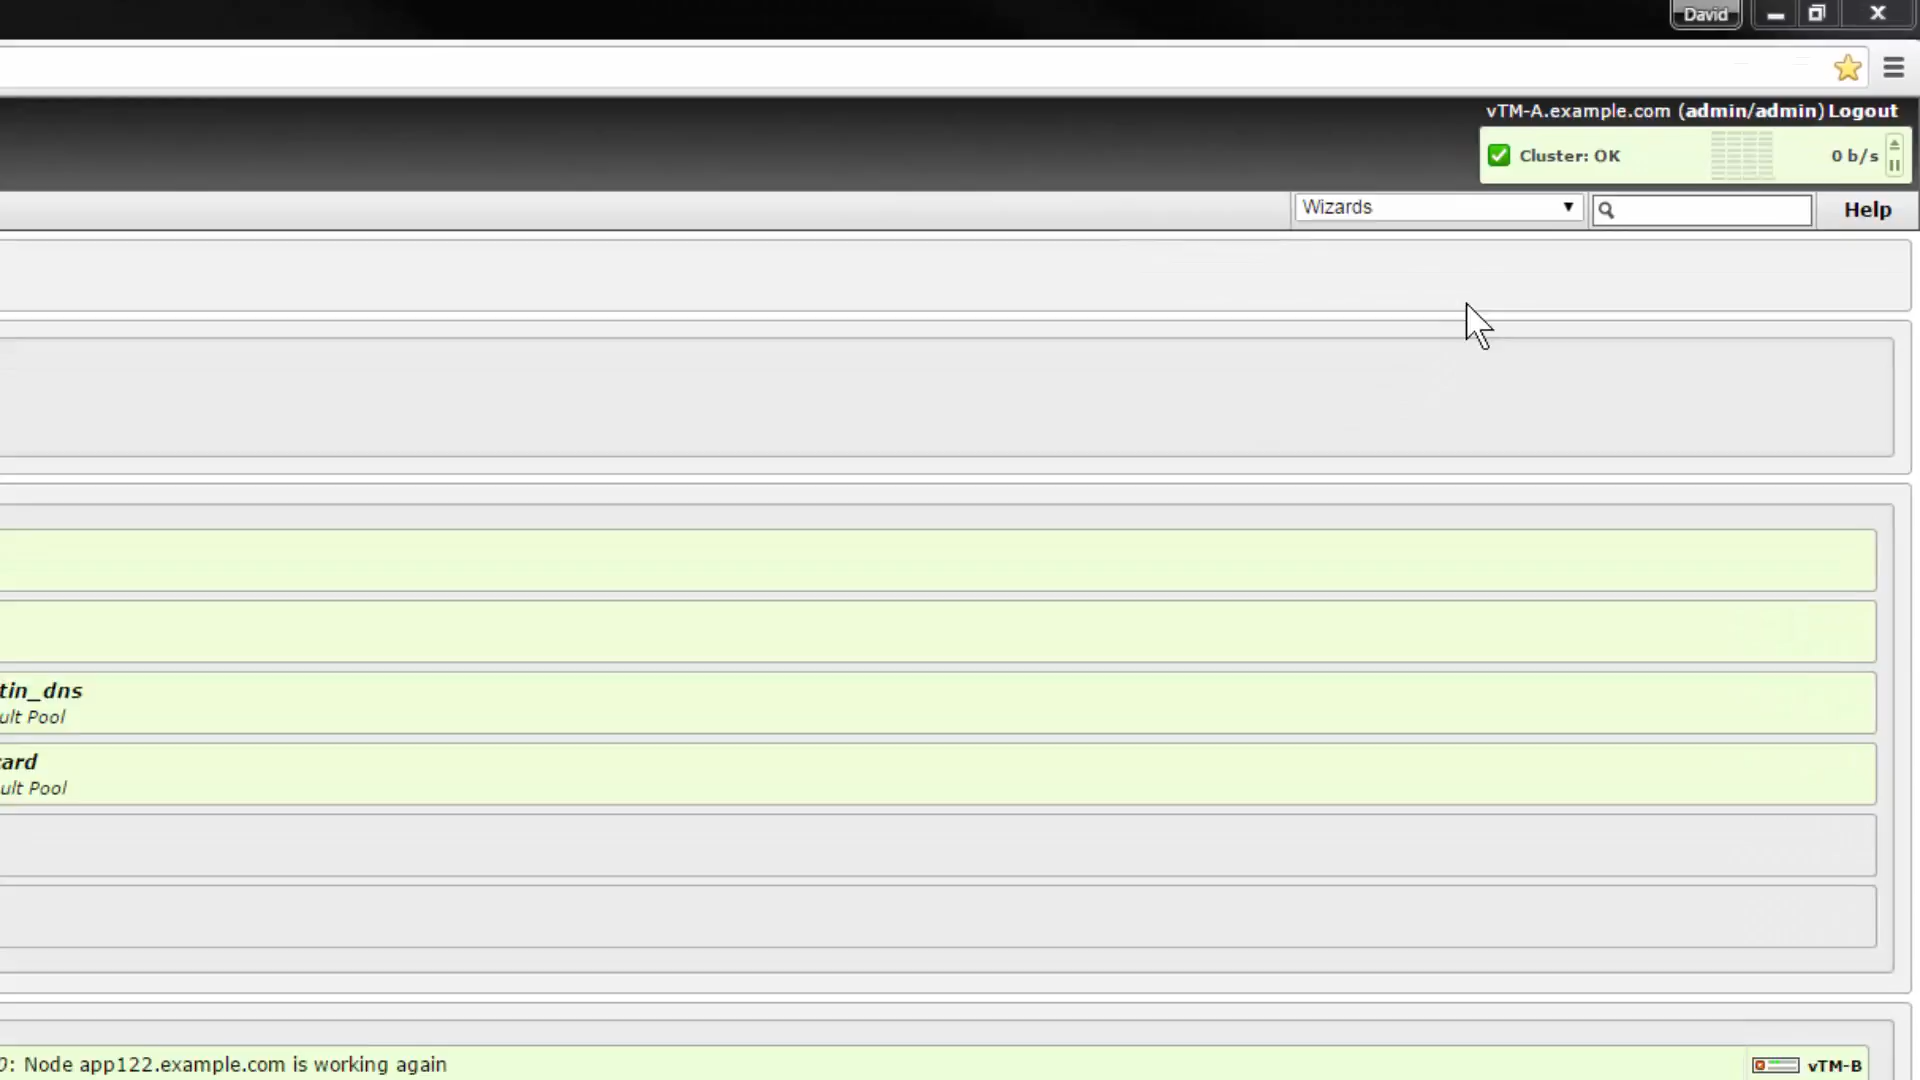 David
vTM-A.example.com (admin/admin) Logout
Cluster: OK 0 b/s
Wizards
Help
tin_dns
ult Pool
ard
ult Pool
: Node app122.example.com is working again
vTM-B